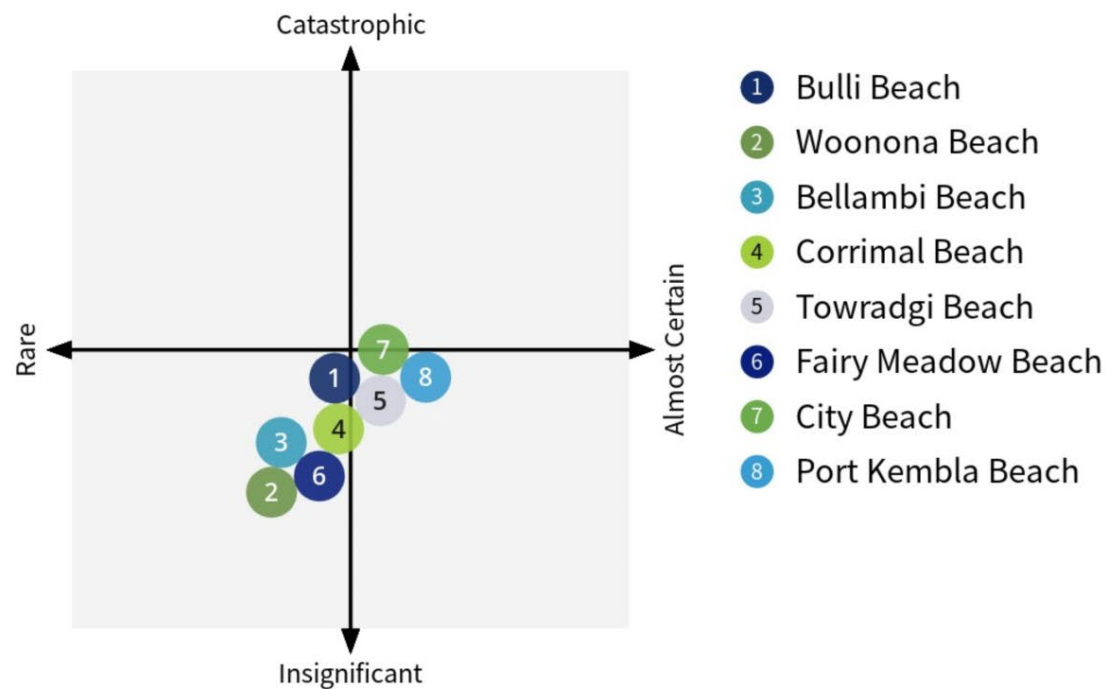 Catastrophic
Rare
Almost Certain
Insignificant
7
1
8
5
4
3
6
2
1 Bulli Beach
2 Woonona Beach
3 Bellambi Beach
4 Corrimal Beach
5 Towradgi Beach
6 Fairy Meadow Beach
7 City Beach
8 Port Kembla Beach